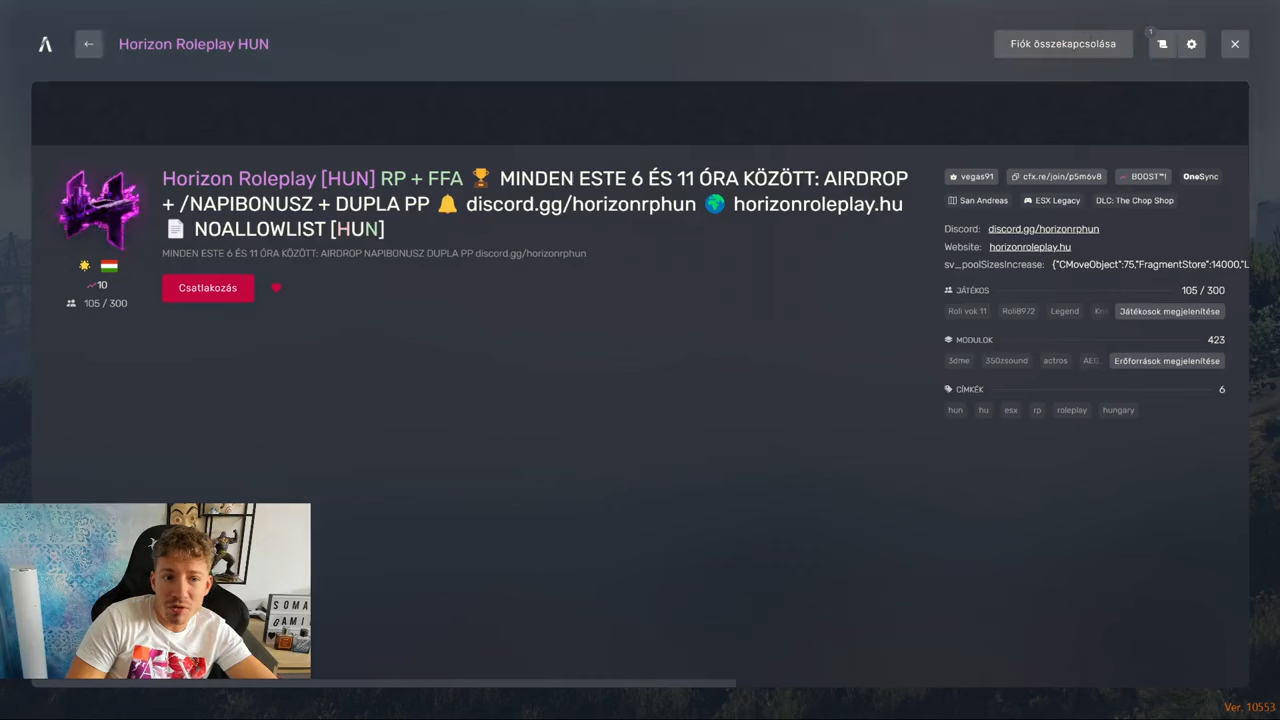 Horizon Roleplay HUN
Fiók összekapcsolása
1
Horizon Roleplay [HUN] RP + FFA 🏆 MINDEN ESTE 6 ÉS 11 ÓRA KÖZÖTT: AIRDROP
+ /NAPIBONUSZ + DUPLA PP 🔔 discord.gg/horizonrphun 🌍 horizonroleplay.hu
📄 NOALLOWLIST [HUN]
MINDEN ESTE 6 ÉS 11 ÓRA KÖZÖTT: AIRDROP NAPIBONUSZ DUPLA PP discord.gg/horizonrphun
10
105 / 300
Csatlakozás
vegas91
cfx.re/join/p5m6v8
BOOST™!
OneSync
San Andreas
ESX Legacy
DLC: The Chop Shop
Discord: discord.gg/horizonrphun
Website: horizonroleplay.hu
sv_poolSizesIncrease: {"CMoveObject":75,"FragmentStore":14000,"L
JÁTÉKOS 105 / 300
Roli vok 11
Roli8972
Legend
Játékosok megjelenítése
MODULOK 423
3dme
350zsound
actros
AEG
Erőforrások megjelenítése
CÍMKÉK 6
hun
hu
esx
rp
roleplay
hungary
SOMA
GAMI
Ver. 10553